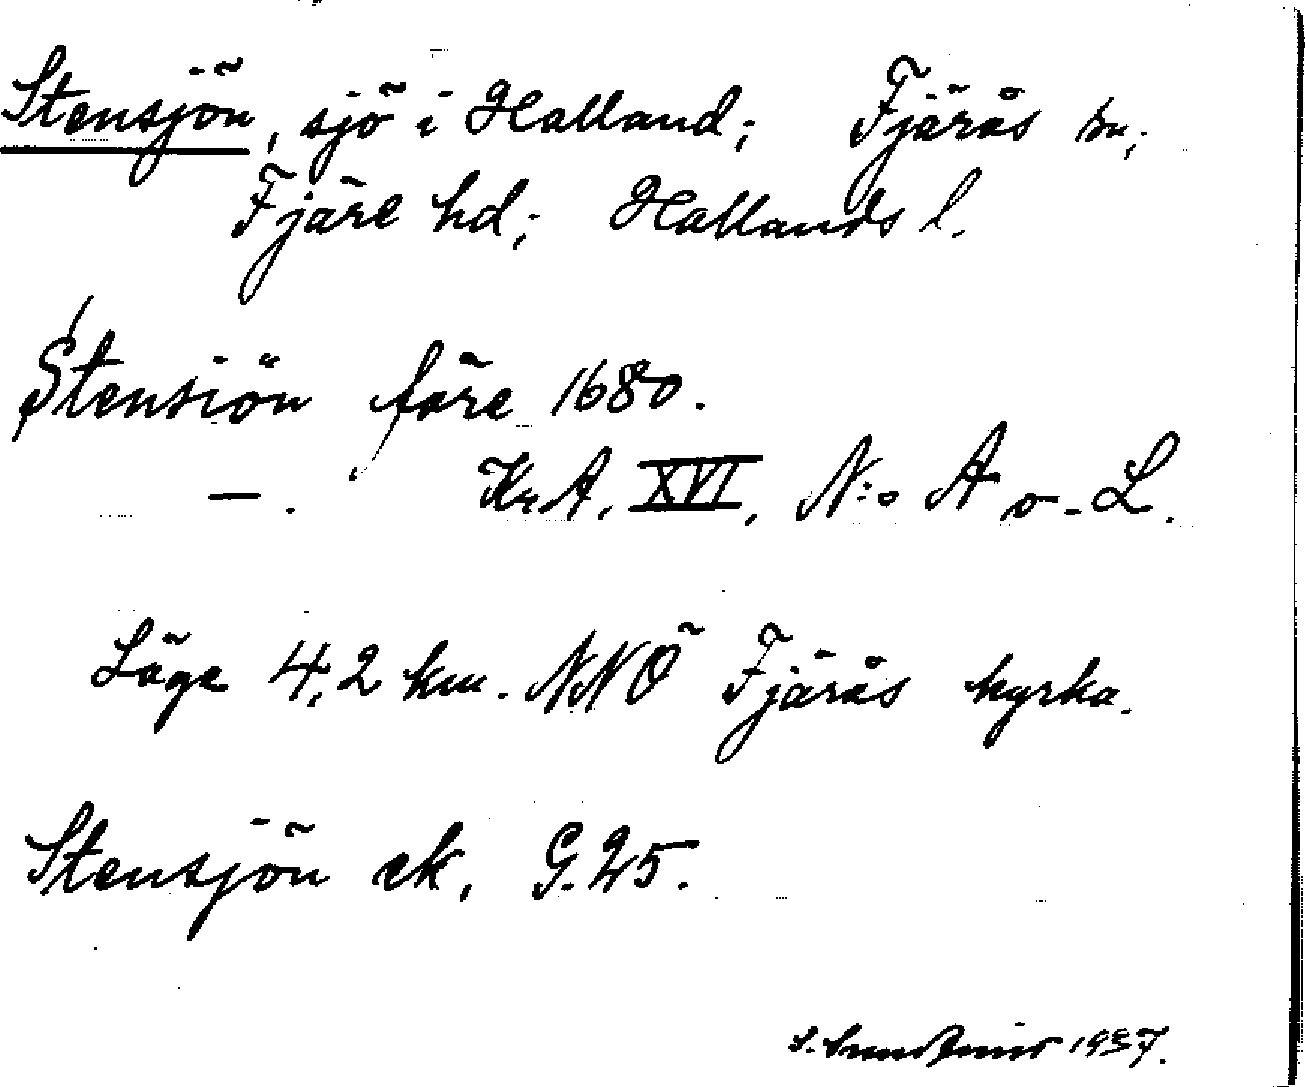 Stensjön, sjö i Halland; Fjärås sn.;
Fjäre hd; Hallands l.
Stensiön före 1680.
—. KrA, XVI, N:o A o - L.
Läge 4,2 km. NNÖ Fjärås kyrka.
Stensjön ek, G.25.
1937.